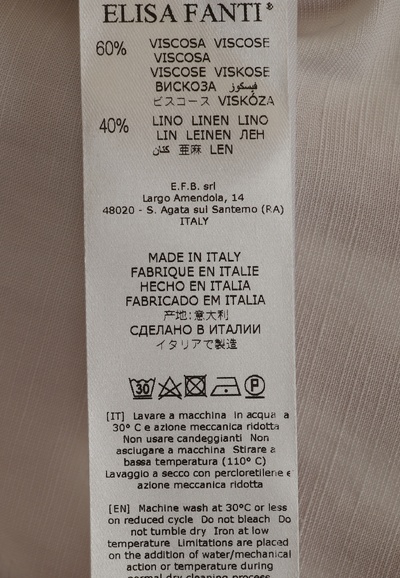 ELISA FANTI®
60% VISCOSA VISCOSE
VISCOSA
VISCOSE VISKOSE
ВИСКОЗА فيسكوز
ビスコース VISKÓZA
40% LINO LINEN LINO
LIN LEINEN ЛЕН
كتان 亜麻 LEN
E.F.B. srl
Largo Amendola, 14
48020 - S. Agata sul Santerno (RA)
ITALY
MADE IN ITALY
FABRIQUE EN ITALIE
HECHO EN ITALIA
FABRICADO EM ITALIA
产地:意大利
СДЕЛАНО В ИТАЛИИ
イタリアで製造
30 P
[IT] Lavare a macchina in acqua a
30° C e azione meccanica ridotta
Non usare candeggianti Non
asciugare a macchina Stirare a
bassa temperatura (110° C)
Lavaggio a secco con percloretilene e
azione meccanica ridotta
[EN] Machine wash at 30°C or less
on reduced cycle Do not bleach Do
not tumble dry Iron at low
temperature Limitations are placed
on the addition of water/mechanical
action or temperature during
normal dry cleaning process